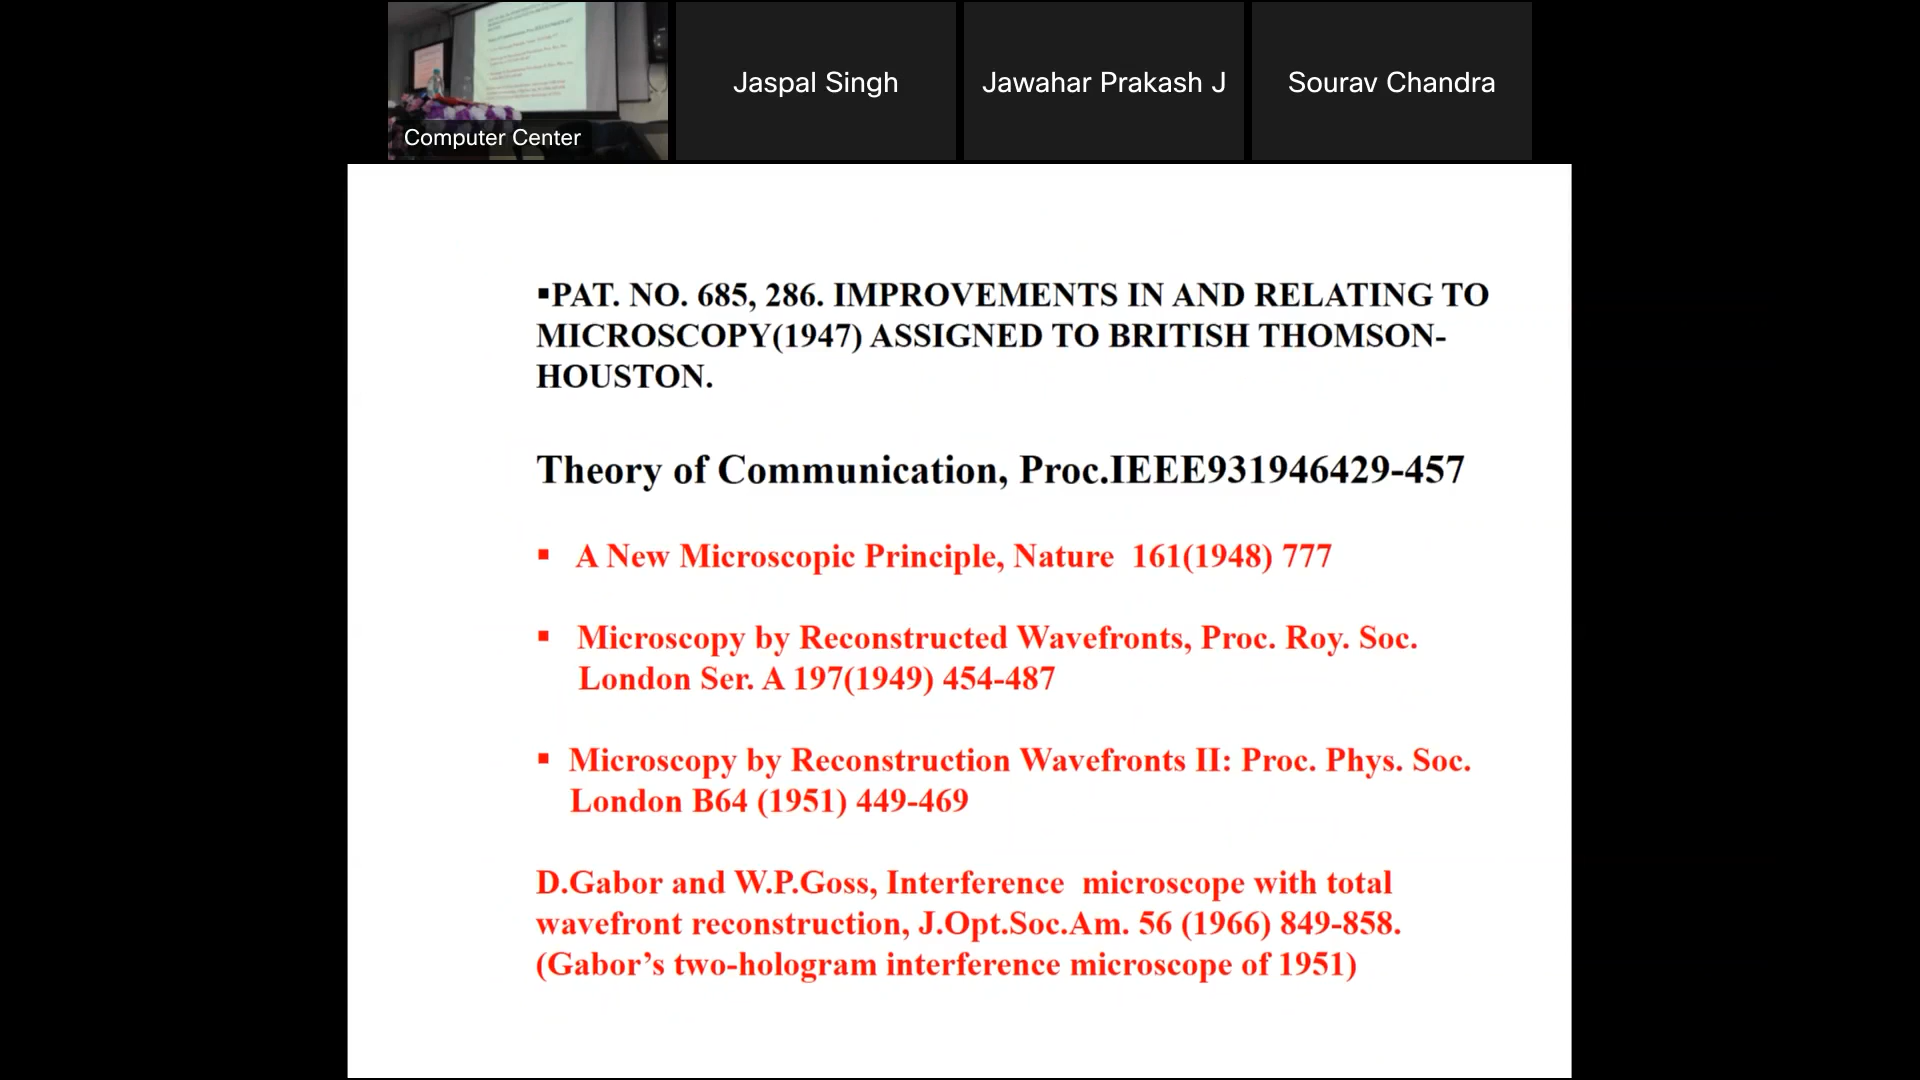 Computer Center
Jaspal Singh
Jawahar Prakash J
Sourav Chandra
▪PAT. NO. 685, 286. IMPROVEMENTS IN AND RELATING TO
MICROSCOPY(1947) ASSIGNED TO BRITISH THOMSON-
HOUSTON.
Theory of Communication, Proc.IEEE931946429-457
▪ A New Microscopic Principle, Nature 161(1948) 777
▪ Microscopy by Reconstructed Wavefronts, Proc. Roy. Soc.
London Ser. A 197(1949) 454-487
▪ Microscopy by Reconstruction Wavefronts II: Proc. Phys. Soc.
London B64 (1951) 449-469
D.Gabor and W.P.Goss, Interference microscope with total
wavefront reconstruction, J.Opt.Soc.Am. 56 (1966) 849-858.
(Gabor’s two-hologram interference microscope of 1951)